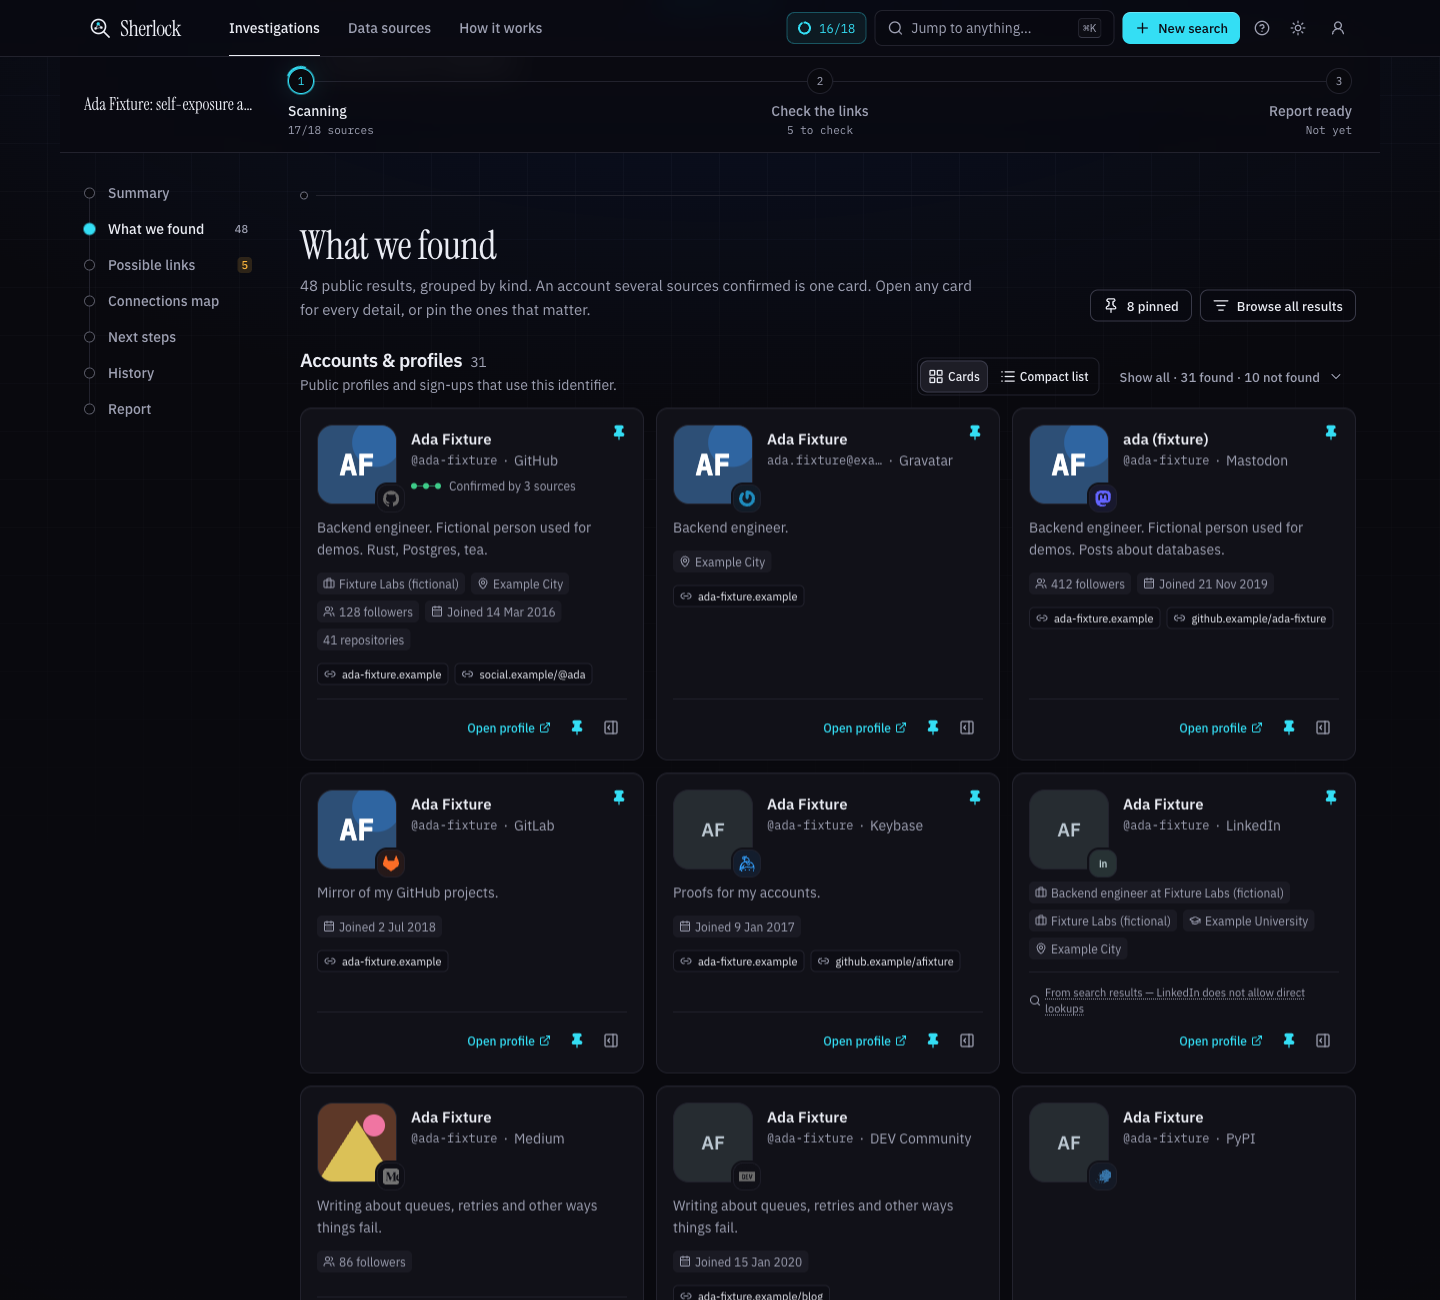 Sherlock
Investigations
Data sources
How it works
16/18
Jump to anything...
⌘K
New search
Ada Fixture: self-exposure a...
1
2
3
Scanning
Check the links
Report ready
17/18 sources
5 to check
Not yet
Summary
What we found 48
Possible links 5
Connections map
Next steps
History
Report
What we found
48 public results, grouped by kind. An account several sources confirmed is one card. Open any card
for every detail, or pin the ones that matter.
8 pinned
Browse all results
Accounts & profiles 31
Public profiles and sign-ups that use this identifier.
Cards
Compact list
Show all · 31 found · 10 not found
AF
Ada Fixture
@ada-fixture · GitHub
Confirmed by 3 sources
Backend engineer. Fictional person used for
demos. Rust, Postgres, tea.
Fixture Labs (fictional)
Example City
128 followers
Joined 14 Mar 2016
41 repositories
ada-fixture.example
social.example/@ada
Open profile
AF
Ada Fixture
ada.fixture@exa… · Gravatar
Backend engineer.
Example City
ada-fixture.example
Open profile
AF
ada (fixture)
@ada-fixture · Mastodon
Backend engineer. Fictional person used for
demos. Posts about databases.
412 followers
Joined 21 Nov 2019
ada-fixture.example
github.example/ada-fixture
Open profile
AF
Ada Fixture
@ada-fixture · GitLab
Mirror of my GitHub projects.
Joined 2 Jul 2018
ada-fixture.example
Open profile
AF
Ada Fixture
@ada-fixture · Keybase
Proofs for my accounts.
Joined 9 Jan 2017
ada-fixture.example
github.example/afixture
Open profile
AF
in
Ada Fixture
@ada-fixture · LinkedIn
Backend engineer at Fixture Labs (fictional)
Fixture Labs (fictional)
Example University
Example City
From search results — LinkedIn does not allow direct
lookups
Open profile
Ada Fixture
@ada-fixture · Medium
Writing about queues, retries and other ways
things fail.
86 followers
AF
DEV
Ada Fixture
@ada-fixture · DEV Community
Writing about queues, retries and other ways
things fail.
Joined 15 Jan 2020
ada-fixture.example/blog
AF
Ada Fixture
@ada-fixture · PyPI